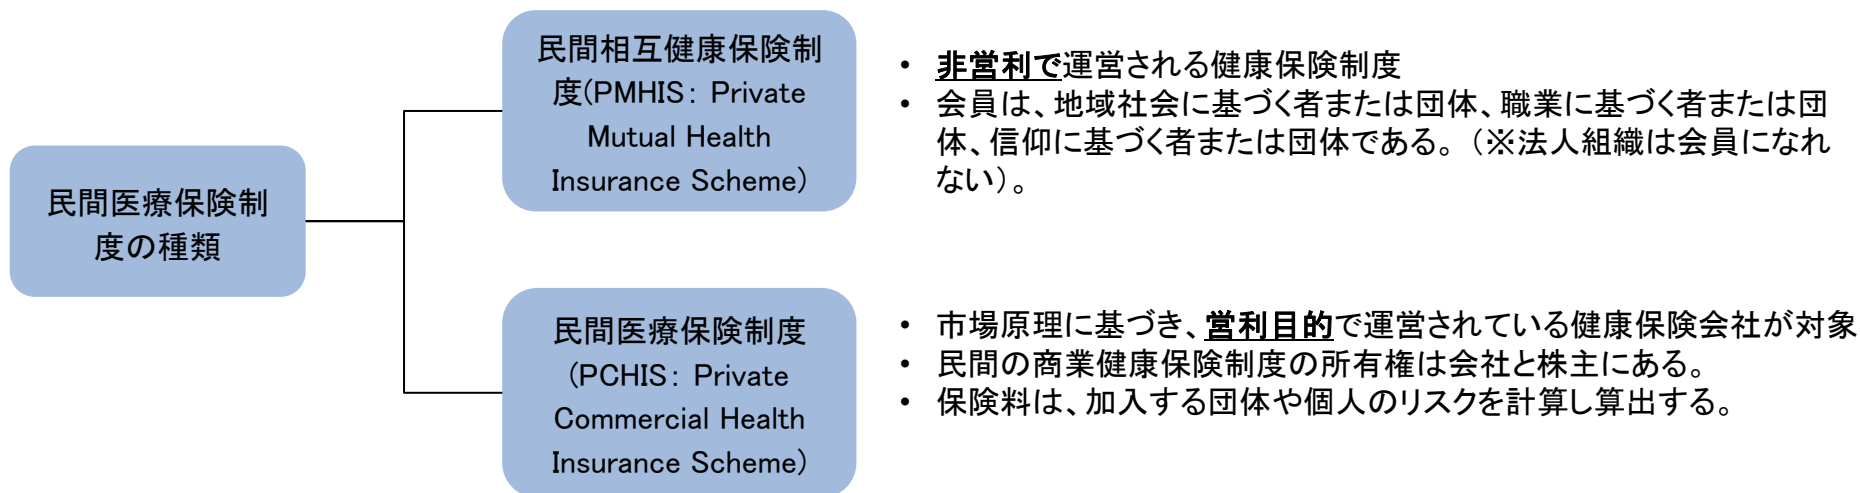 民間医療保険制
度の種類
民間相互健康保険制
度(PMHIS： Private
Mutual Health
Insurance Scheme）
• 非営利で運営される健康保険制度
• 会員は、地域社会に基づく者または団体、職業に基づく者または団
体、信仰に基づく者または団体である。（※法人組織は会員になれ
ない）。
民間医療保険制度
（PCHIS： Private
Commercial Health
Insurance Scheme）
• 市場原理に基づき、営利目的で運営されている健康保険会社が対象
• 民間の商業健康保険制度の所有権は会社と株主にある。
• 保険料は、加入する団体や個人のリスクを計算し算出する。